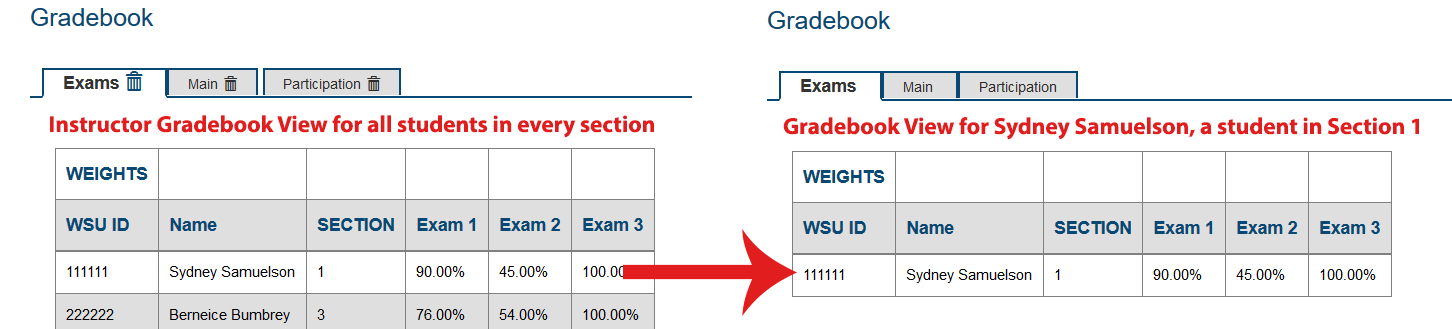 Gradebook
Exams Main Participation
Instructor Gradebook View for all students in every section
WEIGHTS
WSU ID Name SECTION Exam 1 Exam 2 Exam 3
111111 Sydney Samuelson 1 90.00% 45.00%
222222 Berneice Bumbrey 3 76.00% 54.00% 100.00%
Gradebook
Exams Main Participation
Gradebook View for Sydney Samuelson, a student in Section 1
WEIGHTS
WSU ID Name SECTION Exam 1 Exam 2 Exam 3
111111 Sydney Samuelson 1 90.00% 45.00% 100.00%